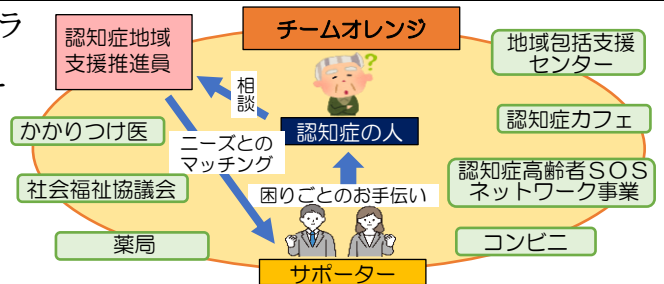 ラ
ー
チームオレンジ
認知症地域
支援推進員
地域包括支援
センター
相談
?
かかりつけ医
ニーズとの
マッチング
認知症の人
認知症カフェ
社会福祉協議会
困りごとのお手伝い
認知症高齢者SOS
ネットワーク事業
薬局
コンビニ
サポーター